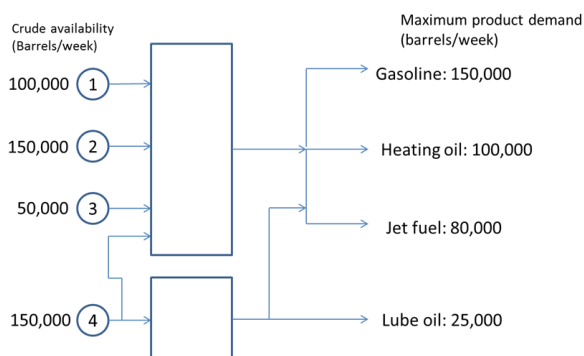 Crude availability
(Barrels/week)
Maximum product demand
(barrels/week)
100,000 1
Gasoline: 150,000
150,000 2
Heating oil: 100,000
50,000 3
Jet fuel: 80,000
150,000 4
Lube oil: 25,000